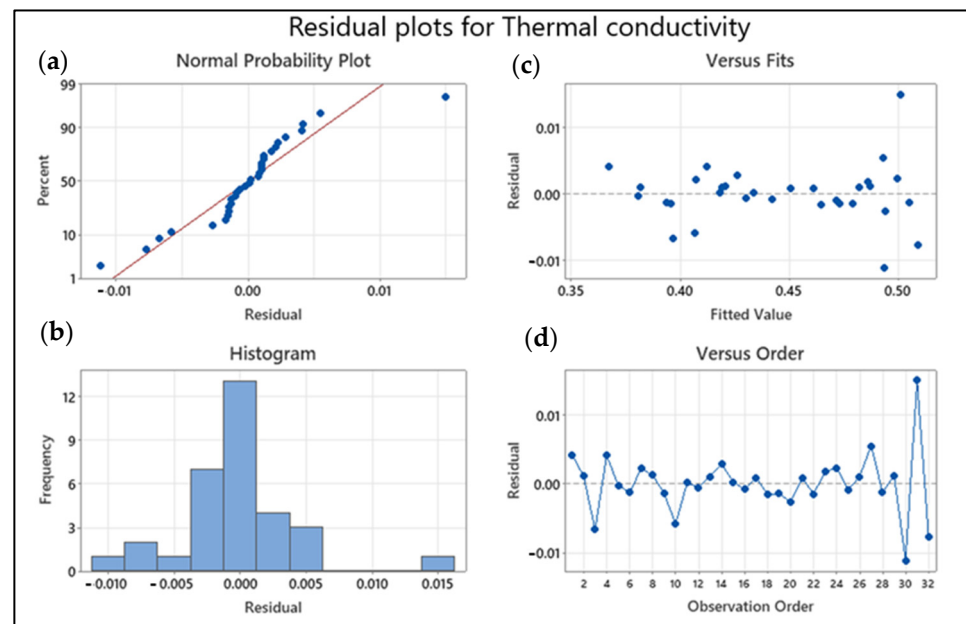 Residual plots for Thermal conductivity
(a)
Normal Probability Plot
99
90
50
10
1
Percent
-0.01 0.00 0.01
Residual
(c)
Versus Fits
0.01
0.00
-0.01
Residual
0.35 0.40 0.45 0.50
Fitted Value
(b)
Histogram
12
9
6
3
0
Frequency
-0.010 -0.005 0.000 0.005 0.010 0.015
Residual
(d)
Versus Order
0.01
0.00
-0.01
Residual
2 4 6 8 10 12 14 16 18 20 22 24 26 28 30 32
Observation Order